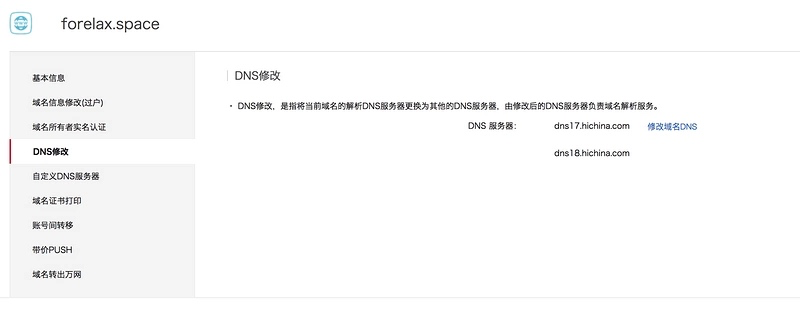 forelax.space
基本信息
域名信息修改(过户)
域名所有者实名认证
DNS修改
自定义DNS服务器
域名证书打印
账号间转移
带价PUSH
域名转出万网
DNS修改
• DNS修改，是指将当前域名的解析DNS服务器更换为其他的DNS服务器，由修改后的DNS服务器负责域名解析服务。
DNS 服务器： dns17.hichina.com 修改域名DNS
dns18.hichina.com